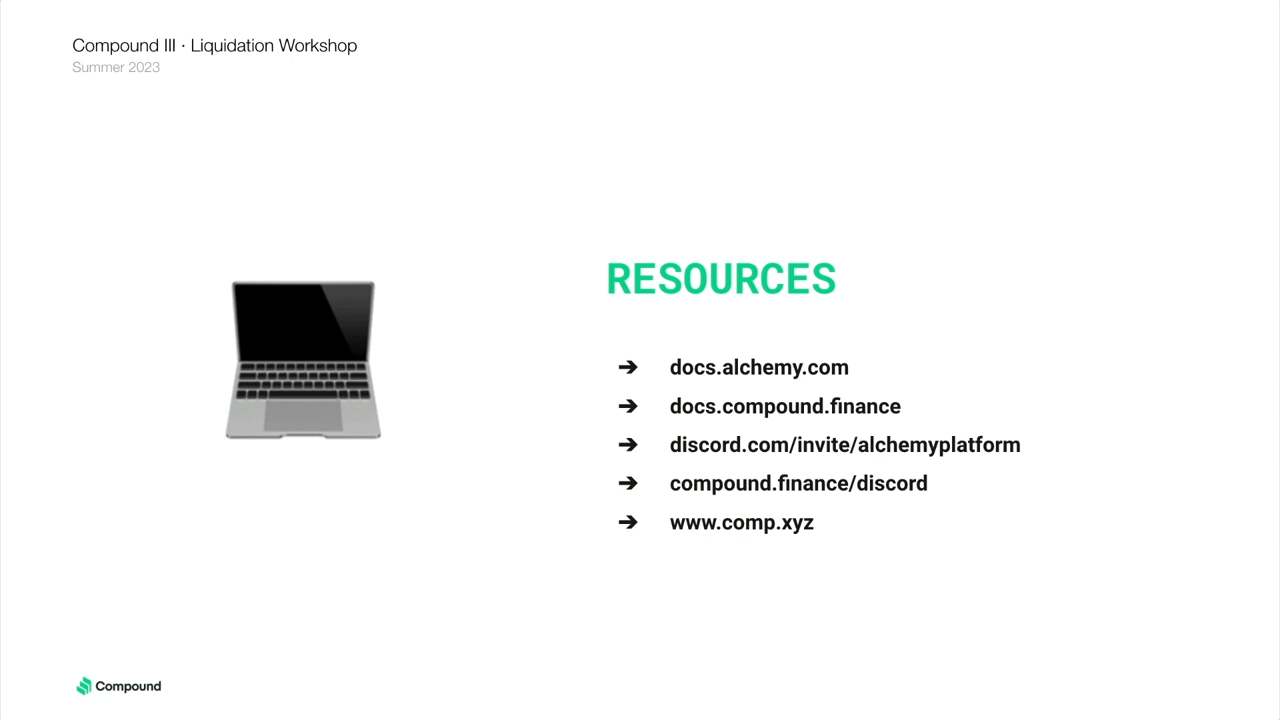 Compound III · Liquidation Workshop
Summer 2023
RESOURCES
➔ docs.alchemy.com
➔ docs.compound.finance
➔ discord.com/invite/alchemyplatform
➔ compound.finance/discord
➔ www.comp.xyz
Compound